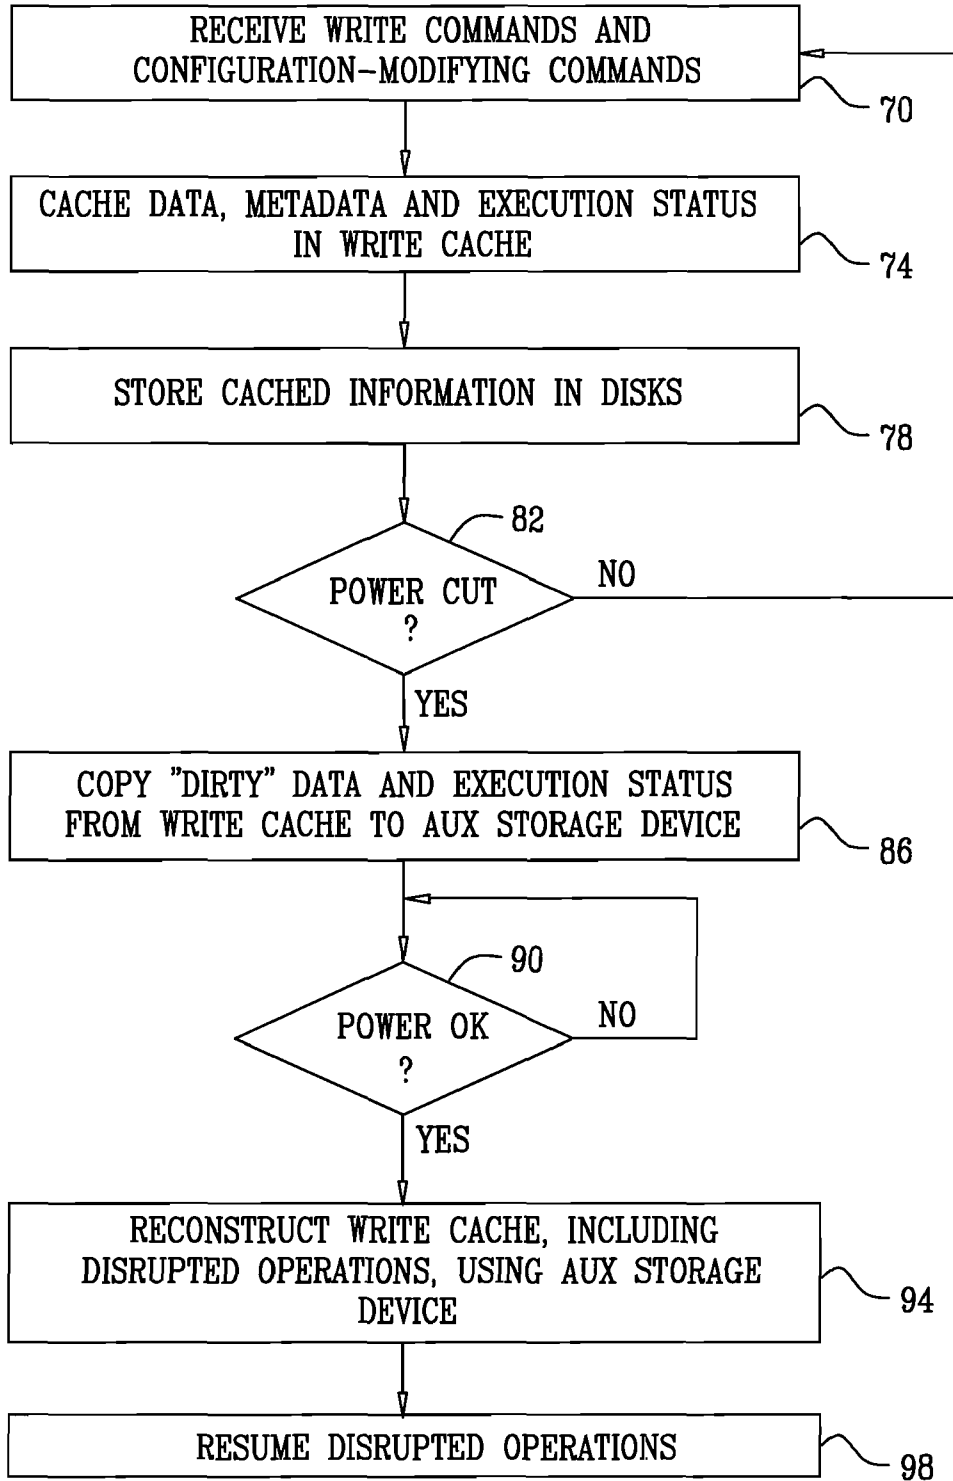 RECEIVE WRITE COMMANDS AND
CONFIGURATION-MODIFYING COMMANDS
70
CACHE DATA, METADATA AND EXECUTION STATUS
IN WRITE CACHE
74
STORE CACHED INFORMATION IN DISKS
78
82
POWER CUT
?
NO
YES
COPY "DIRTY" DATA AND EXECUTION STATUS
FROM WRITE CACHE TO AUX STORAGE DEVICE
86
90
POWER OK
?
NO
YES
RECONSTRUCT WRITE CACHE, INCLUDING
DISRUPTED OPERATIONS, USING AUX STORAGE
DEVICE
94
RESUME DISRUPTED OPERATIONS
98